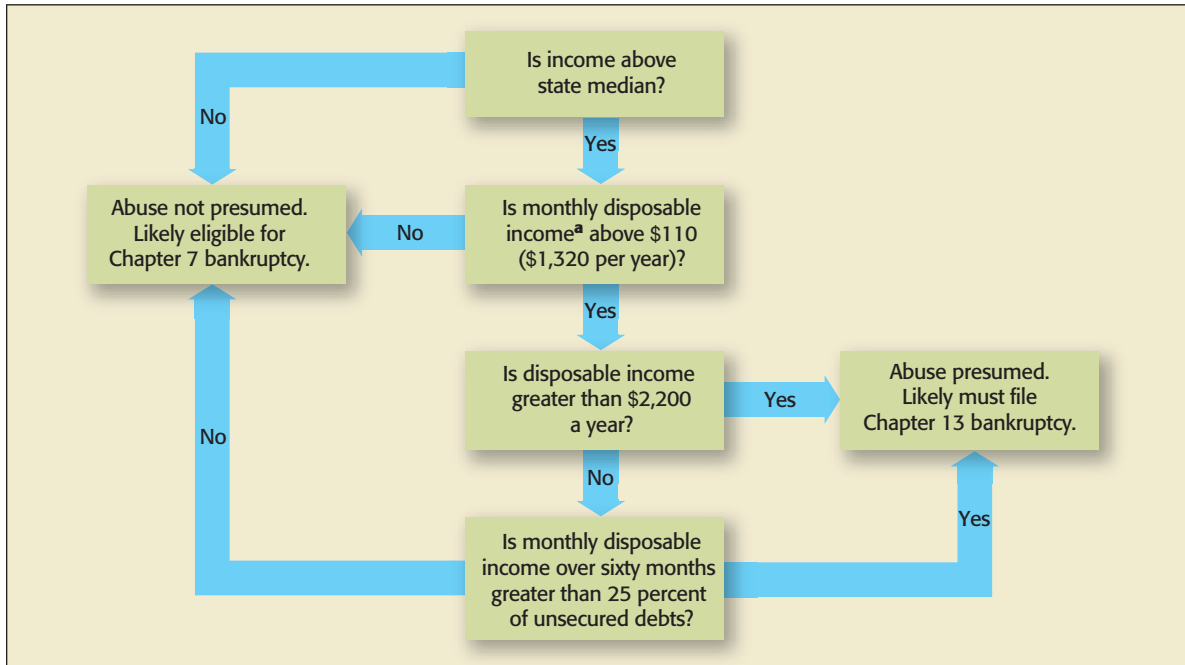 Is income above
state median?
No
Yes
Abuse not presumed.
Likely eligible for
Chapter 7 bankruptcy.
No
Is monthly disposable
incomeª above $110
($1,320 per year)?
Yes
Is disposable income
greater than $2,200
a year?
Yes
Abuse presumed.
Likely must file
Chapter 13 bankruptcy.
No
No
Yes
Is monthly disposable
income over sixty months
greater than 25 percent
of unsecured debts?